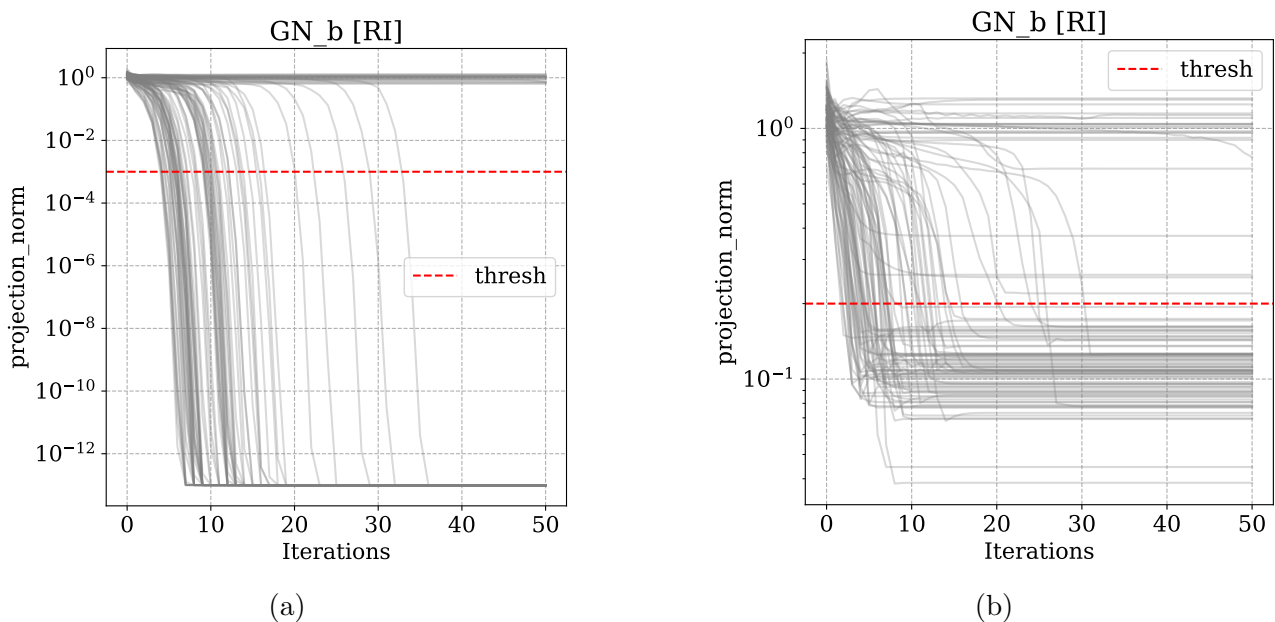 GN_b [RI]
10^0
10^-2
10^-4
10^-6
10^-8
10^-10
10^-12
projection_norm
thresh
0 10 20 30 40 50
Iterations
(a)
GN_b [RI]
thresh
10^0
10^-1
projection_norm
0 10 20 30 40 50
Iterations
(b)